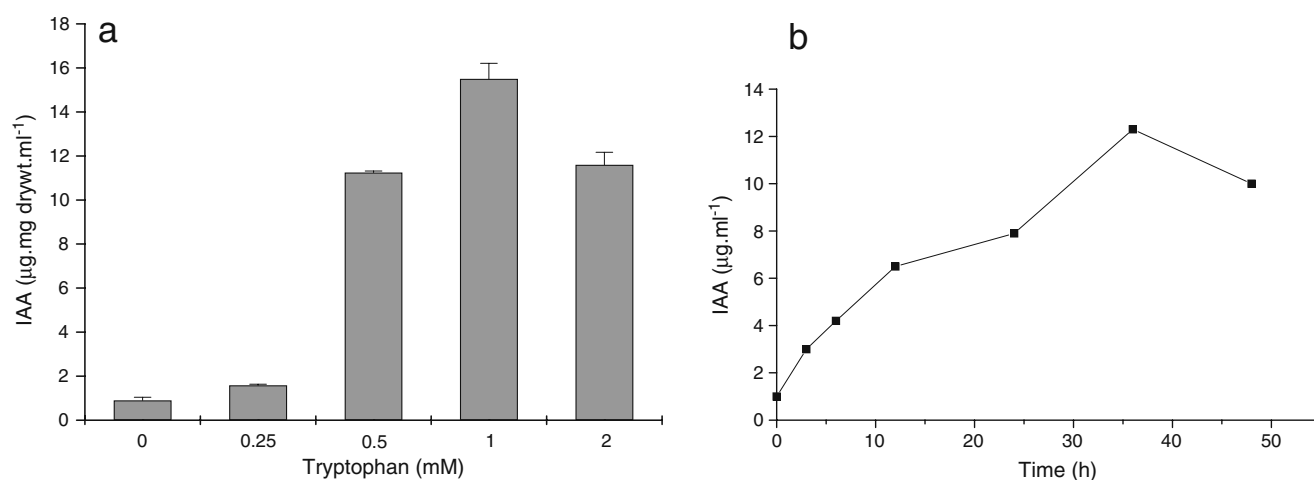 a
18
16
14
12
10
8
6
4
2
0
IAA (μg.mg drywt.ml⁻¹)
0 0.25 0.5 1 2
Tryptophan (mM)
b
14
12
10
8
6
4
2
0
IAA (μg.ml⁻¹)
0 10 20 30 40 50
Time (h)